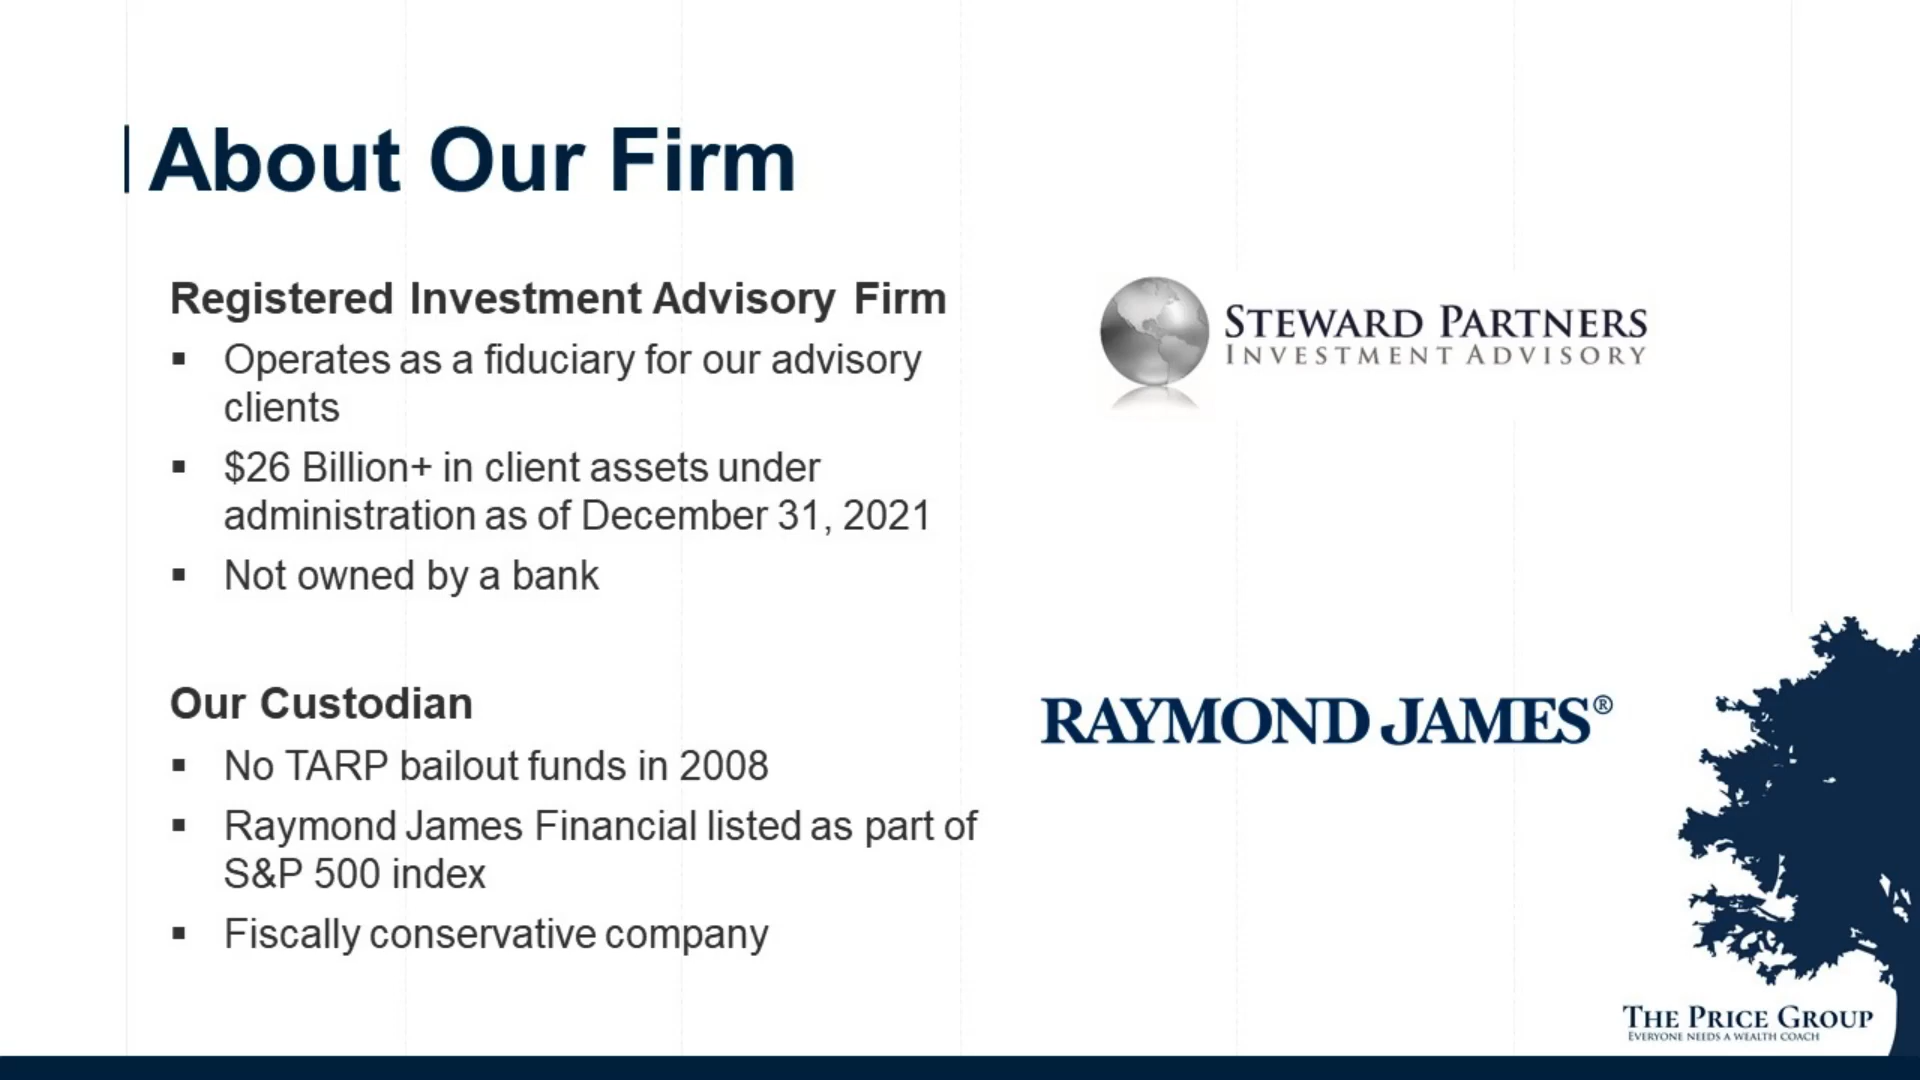 About Our Firm
Registered Investment Advisory Firm
▪ Operates as a fiduciary for our advisory
clients
▪ $26 Billion+ in client assets under
administration as of December 31, 2021
▪ Not owned by a bank
STEWARD PARTNERS
INVESTMENT ADVISORY
Our Custodian
▪ No TARP bailout funds in 2008
▪ Raymond James Financial listed as part of
S&P 500 index
▪ Fiscally conservative company
RAYMOND JAMES®
THE PRICE GROUP
EVERYONE NEEDS A WEALTH COACH